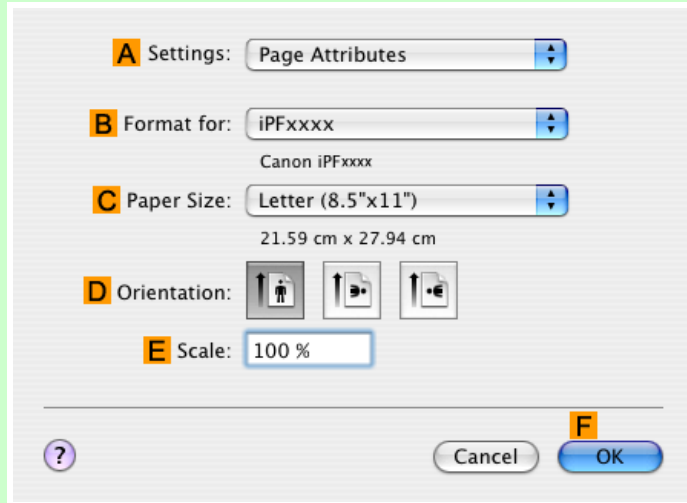 A Settings: Page Attributes
B Format for: iPFxxxx
Canon iPFxxxx
C Paper Size: Letter (8.5"x11")
21.59 cm x 27.94 cm
D Orientation:
E Scale: 100 %
F
? Cancel OK